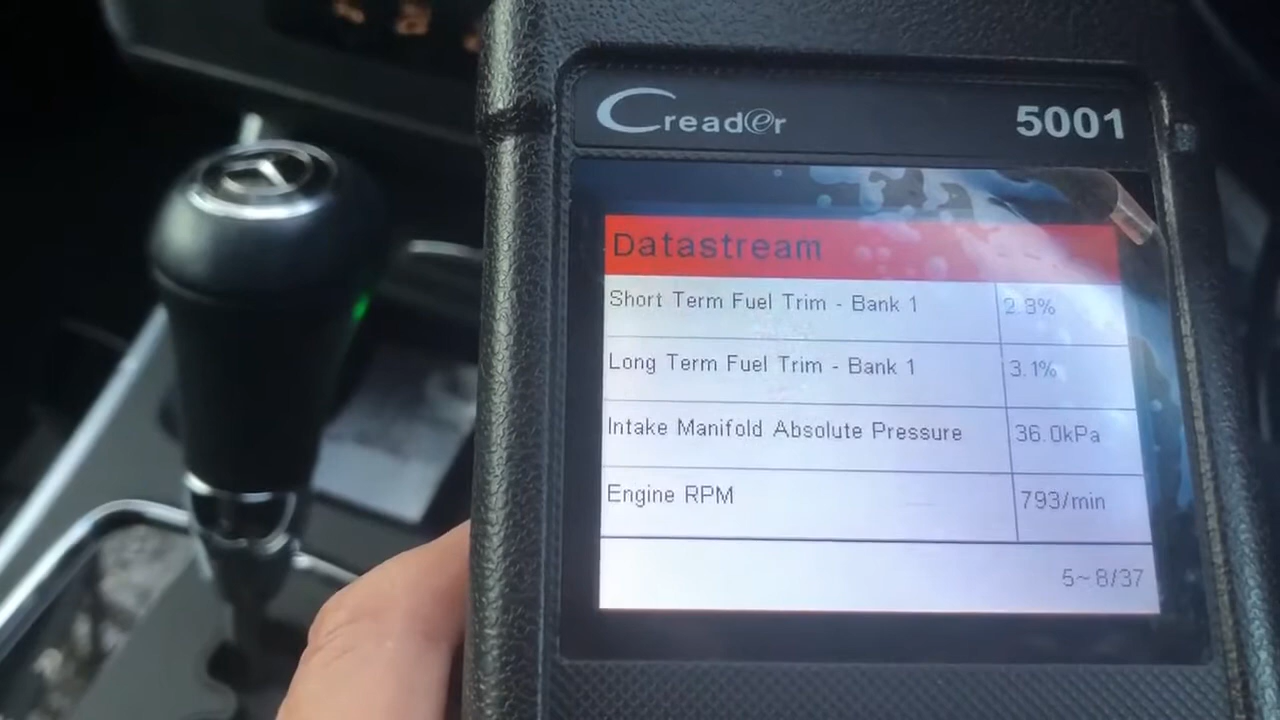 Creader 5001
Datastream
Short Term Fuel Trim - Bank 1 2.3%
Long Term Fuel Trim - Bank 1 3.1%
Intake Manifold Absolute Pressure 36.0kPa
Engine RPM 793/min
5~8/37